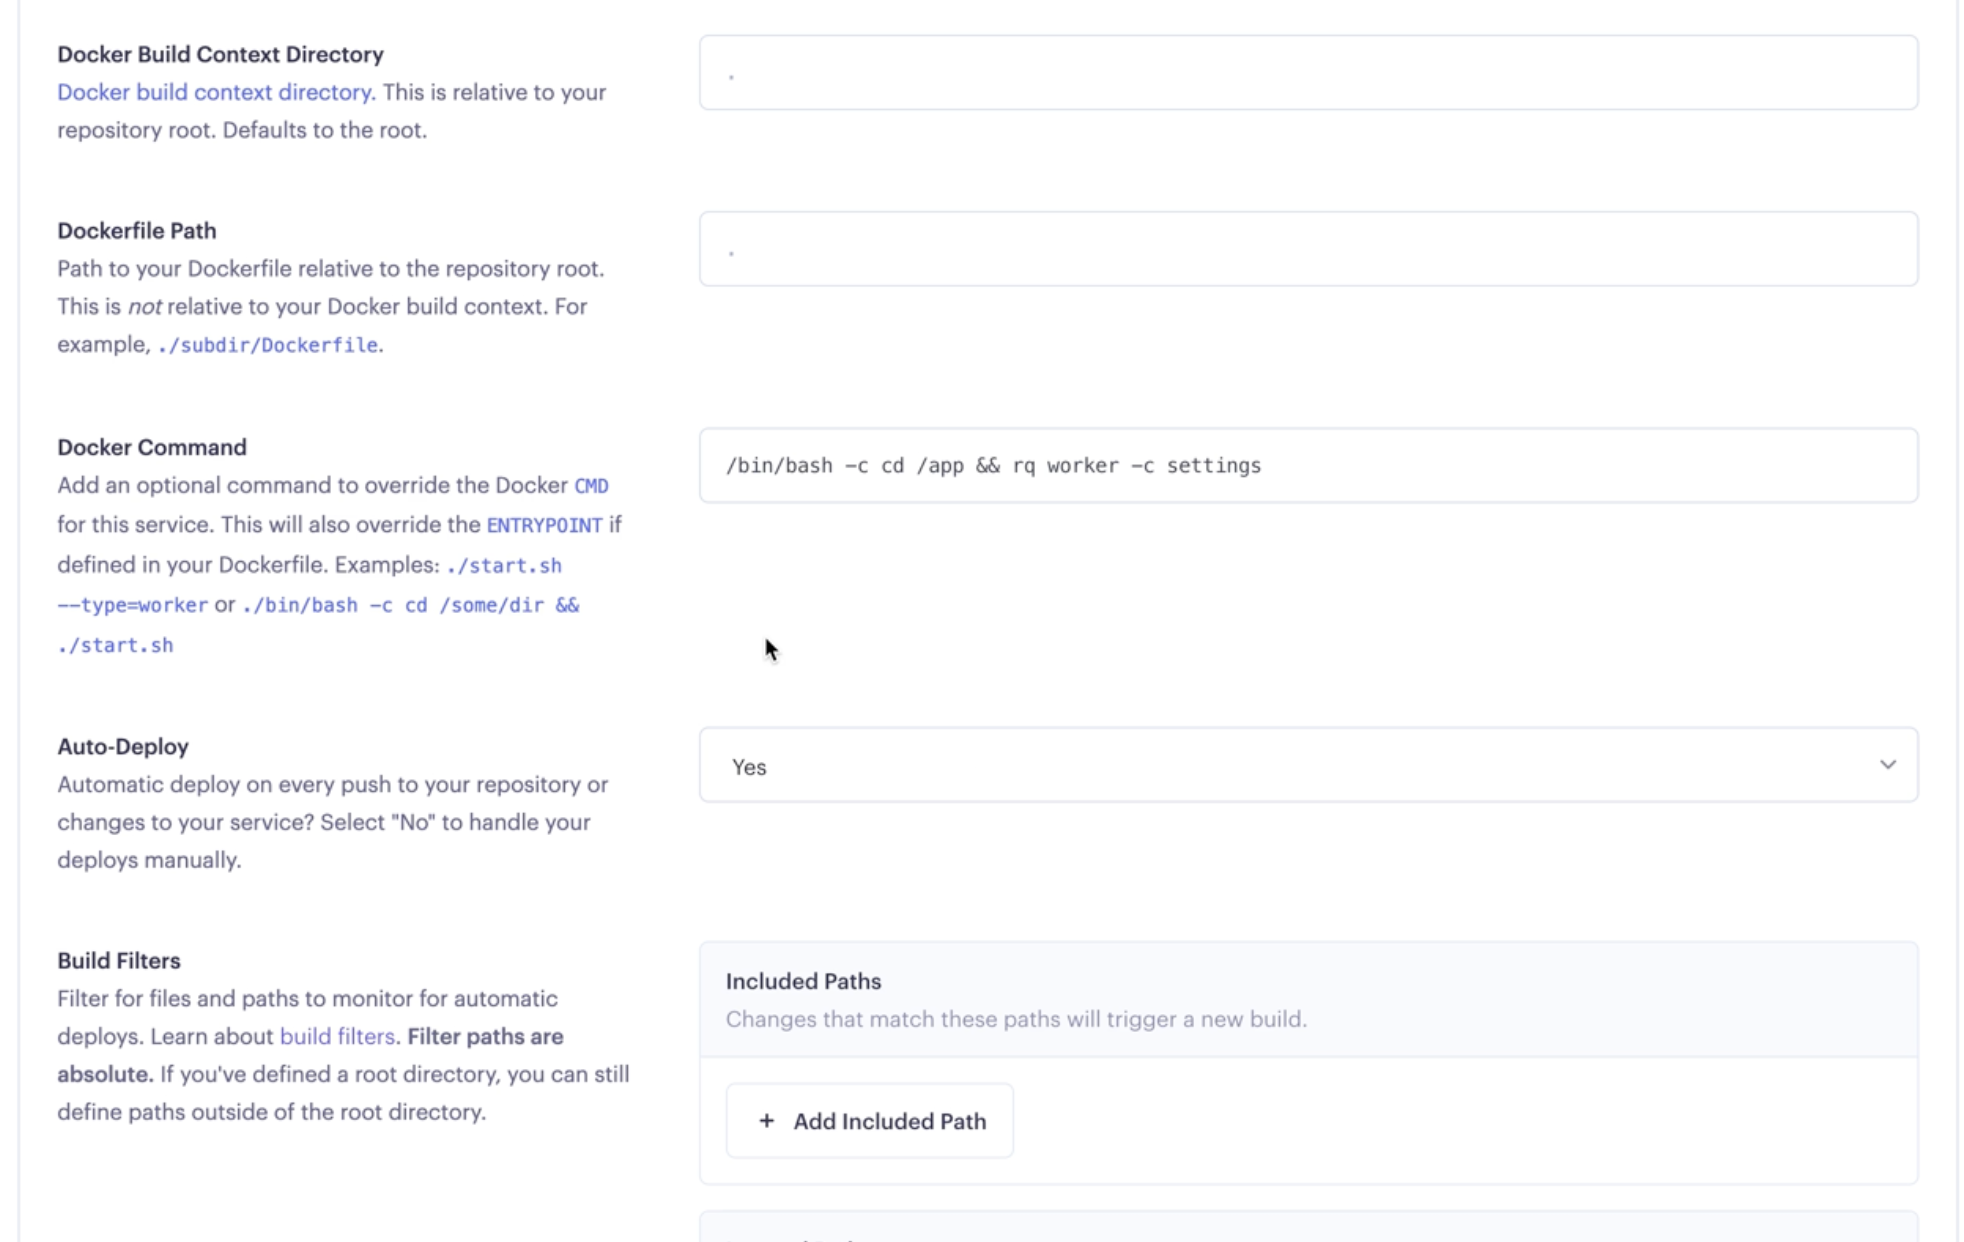 Docker Build Context Directory
Docker build context directory. This is relative to your
repository root. Defaults to the root.
.
Dockerfile Path
Path to your Dockerfile relative to the repository root.
This is not relative to your Docker build context. For
example, ./subdir/Dockerfile.
.
Docker Command
Add an optional command to override the Docker CMD
for this service. This will also override the ENTRYPOINT if
defined in your Dockerfile. Examples: ./start.sh
--type=worker or ./bin/bash -c cd /some/dir &&
./start.sh
/bin/bash -c cd /app && rq worker -c settings
Auto-Deploy
Automatic deploy on every push to your repository or
changes to your service? Select "No" to handle your
deploys manually.
Yes
Build Filters
Filter for files and paths to monitor for automatic
deploys. Learn about build filters. Filter paths are
absolute. If you've defined a root directory, you can still
define paths outside of the root directory.
Included Paths
Changes that match these paths will trigger a new build.
+ Add Included Path